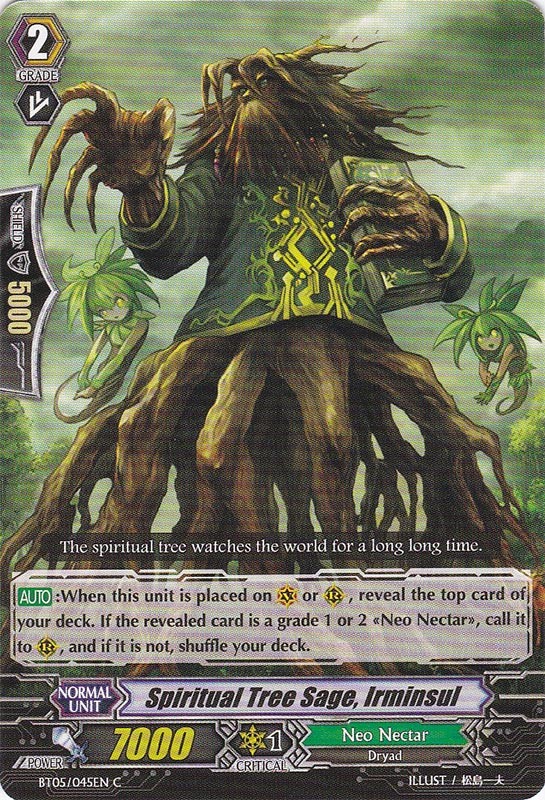 2
GRADE
SHIELD
5000
The spiritual tree watches the world for a long long time.
AUTO:When this unit is placed on V or R, reveal the top card of
your deck. If the revealed card is a grade 1 or 2 «Neo Nectar», call it
to R, and if it is not, shuffle your deck.
NORMAL
UNIT
Spiritual Tree Sage, Irminsul
POWER
7000
1
CRITICAL
Neo Nectar
Dryad
BT05/045EN C
ILLUST / 松島 一夫